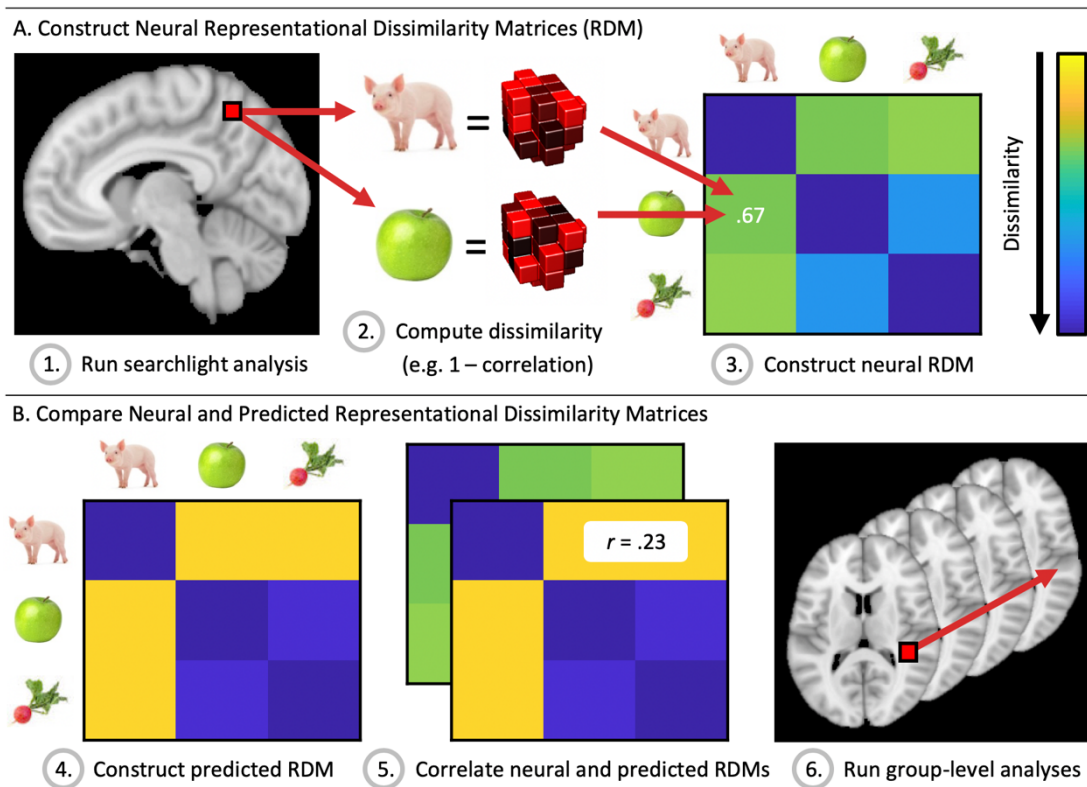 A. Construct Neural Representational Dissimilarity Matrices (RDM)
=
=
.67
Dissimilarity
1. Run searchlight analysis
2. Compute dissimilarity
(e.g. 1 – correlation)
3. Construct neural RDM
B. Compare Neural and Predicted Representational Dissimilarity Matrices
r = .23
4. Construct predicted RDM
5. Correlate neural and predicted RDMs
6. Run group-level analyses